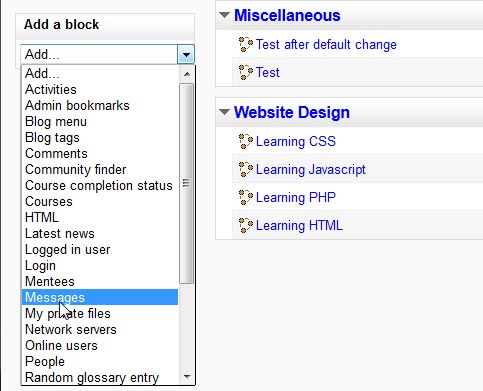 Add a block
Add...
Add...
Activities
Admin bookmarks
Blog menu
Blog tags
Comments
Community finder
Course completion status
Courses
HTML
Latest news
Logged in user
Login
Mentees
Messages
My private files
Network servers
Online users
People
Random glossary entry
Miscellaneous
Test after default change
Test
Website Design
Learning CSS
Learning Javascript
Learning PHP
Learning HTML